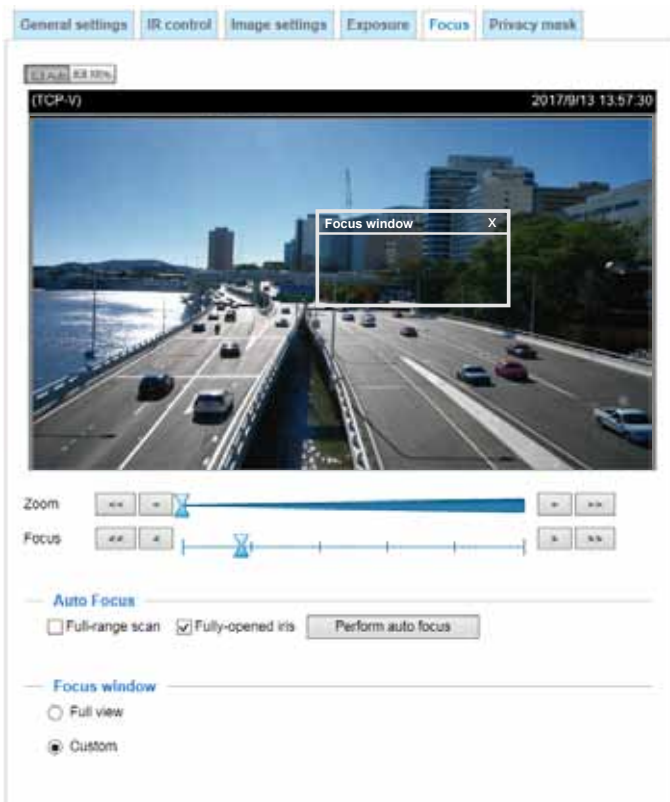 General settings IR control Image settings Exposure Focus Privacy mask
(TCP-V) 2017/9/13 13:57:30
Focus window X
Zoom << < > >>
Focus << < > >>
Auto Focus
Full-range scan Fully-opened iris Perform auto focus
Focus window
Full view
Custom